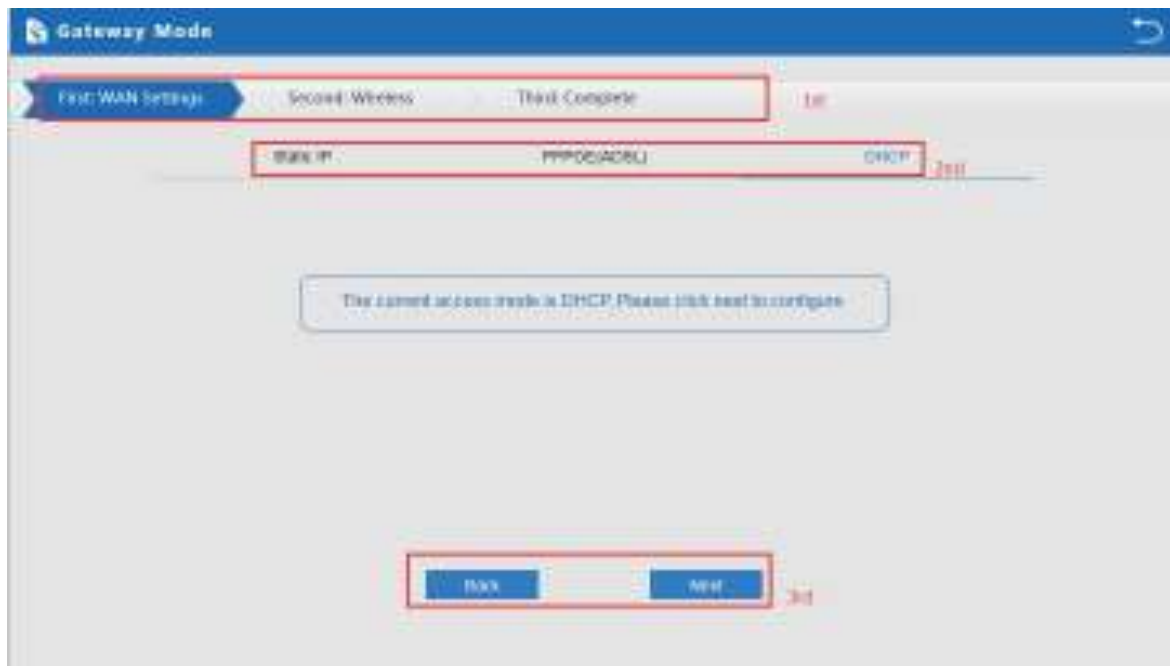 Gateway Mode
First: WAN Settings Second: Wireless Third: Complete 1st
Static IP PPPOE(ADSL) DHCP 2nd
The current access mode is DHCP,Please click next to configure
Back Next 3rd